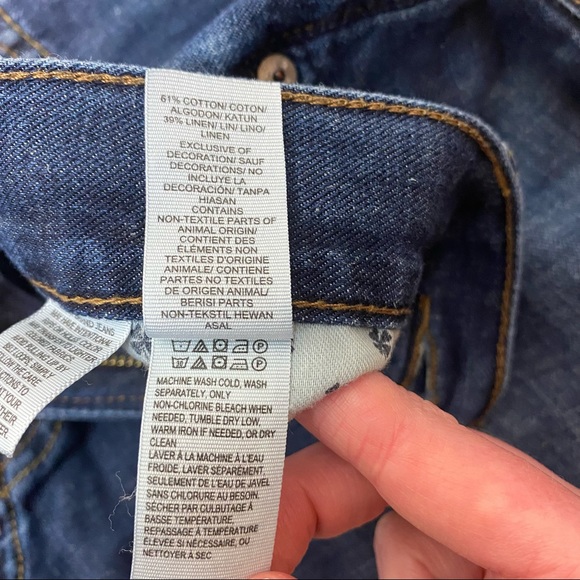 61% COTTON/ COTON/
ALGODON/ KATUN
39% LINEN/ LIN/ LINO/
LINEN
EXCLUSIVE OF
DECORATION/ SAUF
DECORATIONS/ NO
INCLUYE LA
DECORACIÓN/ TANPA
HIASAN
CONTAINS
NON-TEXTILE PARTS OF
ANIMAL ORIGIN/
CONTIENT DES
ÉLÉMENTS NON
TEXTILES D'ORIGINE
ANIMALE/ CONTIENE
PARTES NO TEXTILES
DE ORIGEN ANIMAL/
BERISI PARTS
NON-TEKSTIL HEWAN
ASAL
MACHINE WASH COLD, WASH
SEPARATELY, ONLY
NON-CHLORINE BLEACH WHEN
NEEDED, TUMBLE DRY LOW,
WARM IRON IF NEEDED, OR DRY
CLEAN
LAVER À LA MACHINE À L'EAU
FROIDE, LAVER SÉPARÉMENT.
SEULEMENT DE L'EAU DE JAVEL
SANS CHLORURE AU BESOIN.
SÉCHER PAR CULBUTAGE À
BASSE TEMPÉRATURE.
REPASSAGE À TEMPÉRATURE
ÉLEVÉE SI NÉCESSAIRE, OU
NETTOYER À SEC
JEANS
INTENTIONAL